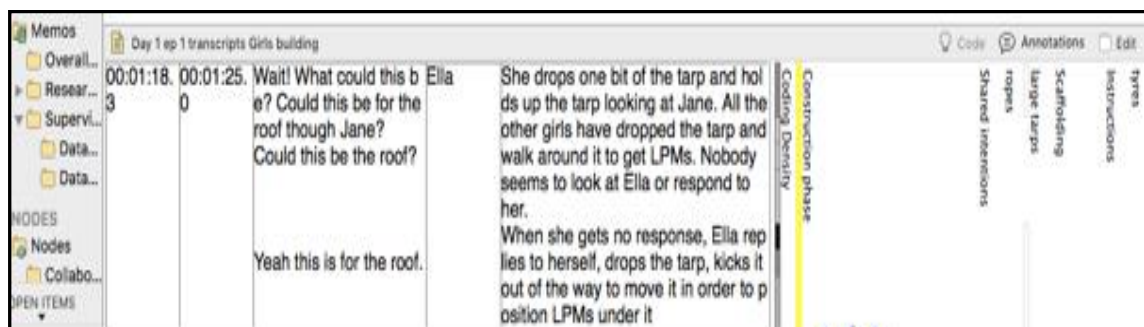 Memos
Overall...
Resear...
Supervi...
Data...
Data...
NODES
Nodes
Collabo...
OPEN ITEMS
Day 1 ep 1 transcripts Girls building
Code
Annotations
Edit
00:01:18.
3
00:01:25.
0
Wait! What could this b
e? Could this be for the
roof though Jane?
Could this be the roof?
Yeah this is for the roof.
Ella
She drops one bit of the tarp and hol
ds up the tarp looking at Jane. All the
other girls have dropped the tarp and
walk around it to get LPMs. Nobody
seems to look at Ella or respond to
her.
When she gets no response, Ella rep
lies to herself, drops the tarp, kicks it
out of the way to move it in order to p
osition LPMs under it
Coding Density
Construction phase
Shared intentions
ropes
large tarps
Scaffolding
Instructions
tyres